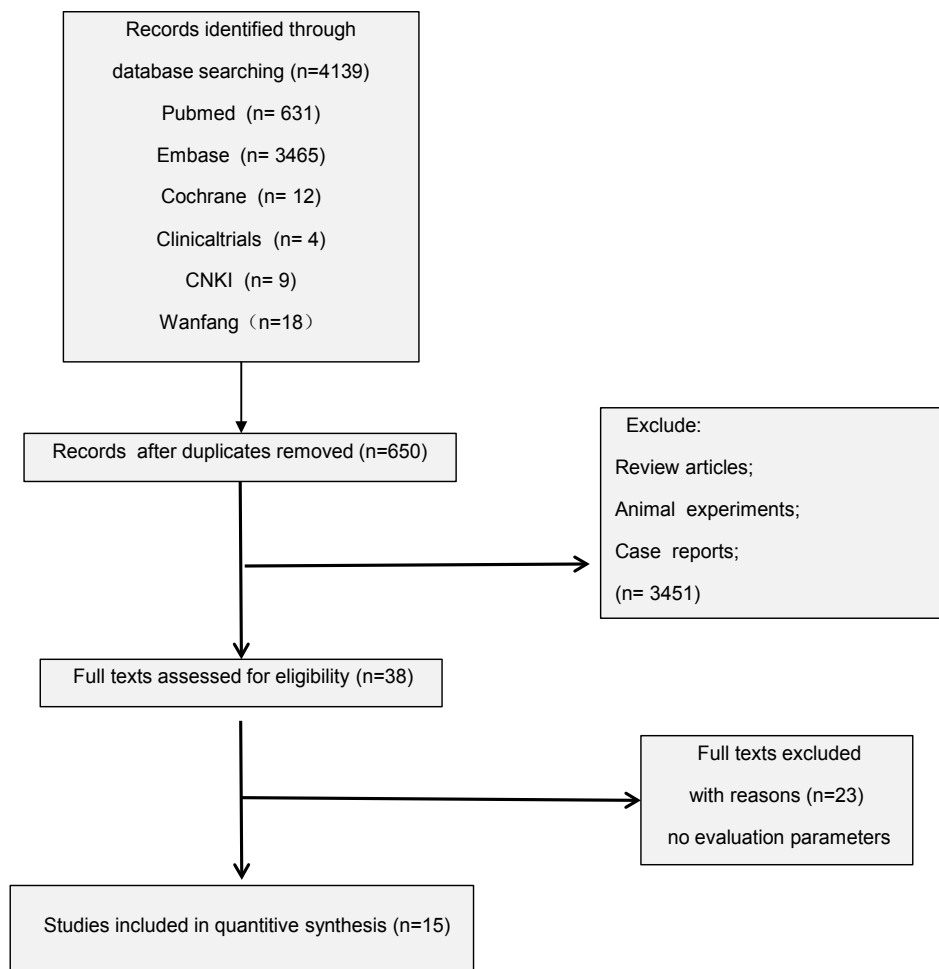 Records identified through
database searching (n=4139)
Pubmed (n= 631)
Embase (n= 3465)
Cochrane (n= 12)
Clinicaltrials (n= 4)
CNKI (n= 9)
Wanfang（n=18）
Records after duplicates removed (n=650)
Exclude:
Review articles;
Animal experiments;
Case reports;
(n= 3451)
Full texts assessed for eligibility (n=38)
Full texts excluded
with reasons (n=23)
no evaluation parameters
Studies included in quantitive synthesis (n=15)